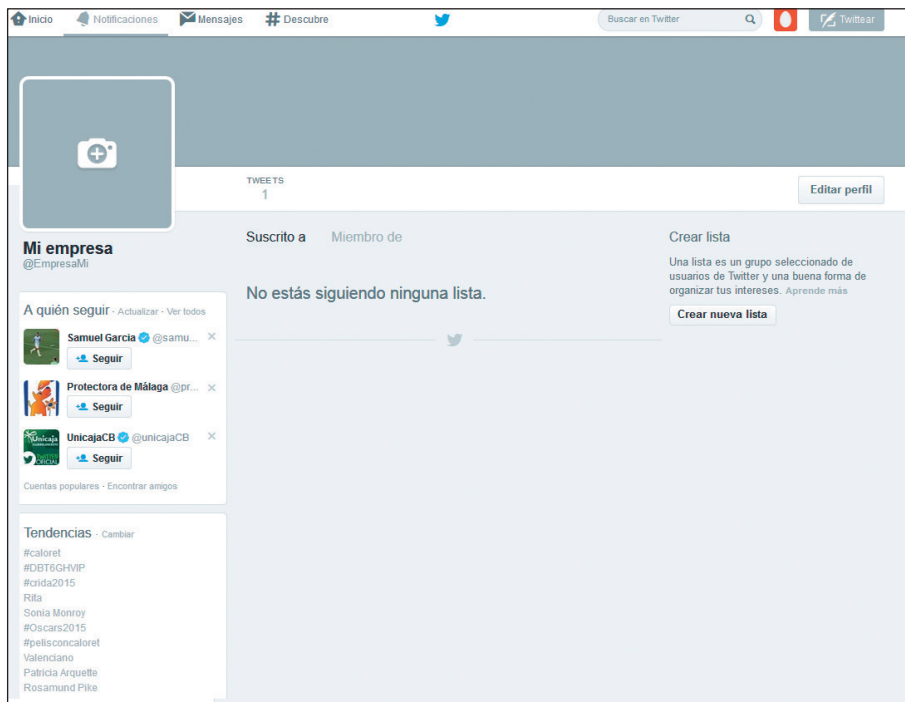 Inicio Notificaciones Mensajes # Descubre Buscar en Twitter Twittear
TWEETS
1
Editar perfil
Mi empresa
@EmpresaMi
Suscrito a Miembro de
No estás siguiendo ninguna lista.
Crear lista
Una lista es un grupo seleccionado de
usuarios de Twitter y una buena forma de
organizar tus intereses. Aprende más
Crear nueva lista
A quién seguir · Actualizar · Ver todos
Samuel Garcia @samu... ×
Seguir
Protectora de Málaga @pr... ×
Seguir
Unicaja
OFICIAL
UnicajaCB @unicajaCB ×
Seguir
Cuentas populares · Encontrar amigos
Tendencias · Cambiar
#caloret
#DBT6GHVIP
#crida2015
Rita
Sonia Monroy
#Oscars2015
#pelisconcaloret
Valenciano
Patricia Arquette
Rosamund Pike